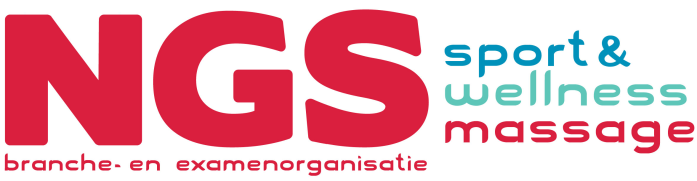 NGS
branche- en examenorganisatie
sport &
wellness
massage